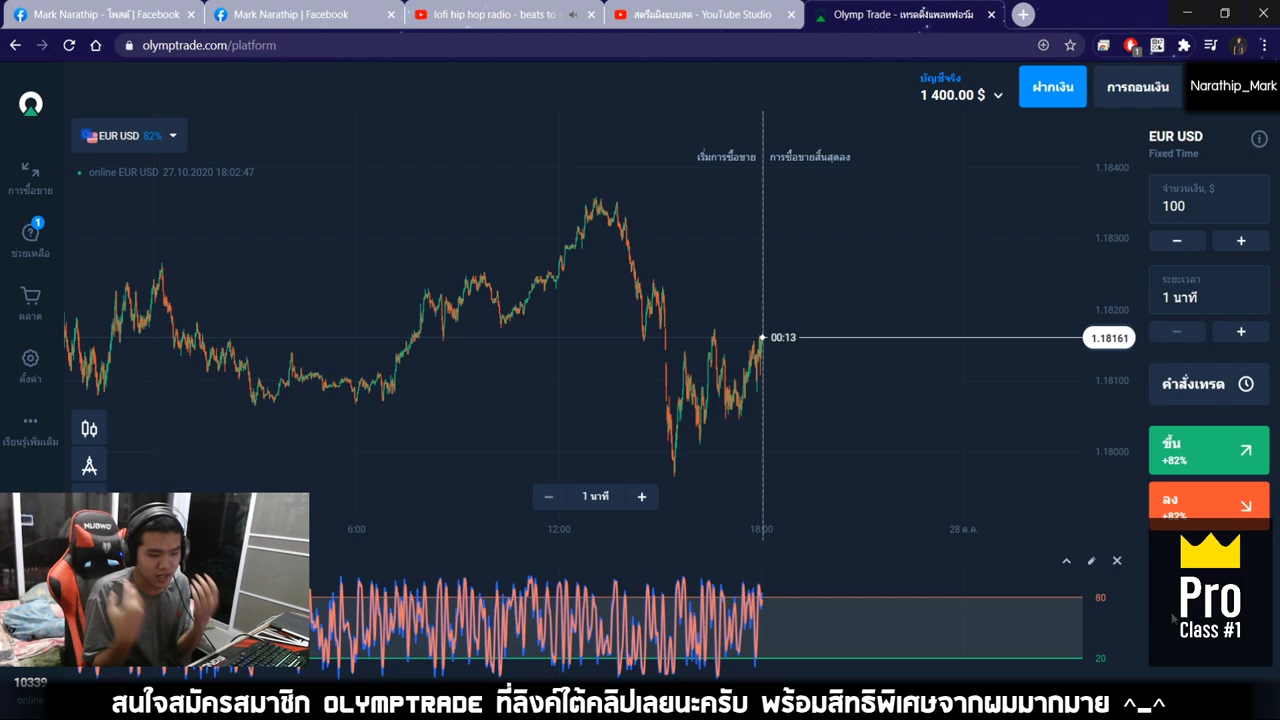 Mark Narathip - โพสต์ | Facebook
Mark Narathip | Facebook
lofi hip hop radio - beats to
สตรีมมิงแบบสด - YouTube Studio
Olymp Trade - เทรดดิ้งแพลทฟอร์ม
olymptrade.com/platform
1
บัญชีจริง
1 400.00 $
ฝากเงิน
การถอนเงิน
Narathip_Mark
EUR USD 82%
online EUR USD 27.10.2020 18:02:47
การซื้อขาย
1
ช่วยเหลือ
ตลาด
ตั้งค่า
เรียนรู้เพิ่มเติม
เริ่มการซื้อขาย
การซื้อขายสิ้นสุดลง
1.18400
1.18300
1.18200
00:13
1.18161
1.18100
1.18000
EUR USD
Fixed Time
จำนวนเงิน, $
100
ระยะเวลา
1 นาที
คำสั่งเทรด
ขึ้น
+82%
ลง
+82%
1 นาที
6:00
12:00
18:00
28 ต.ค.
80
20
NUBWO
Pro
Class #1
10339
online
สนใจสมัครสมาชิก OLYMPTRADE ที่ลิงค์ใต้คลิปเลยนะครับ พร้อมสิทธิพิเศษจากผมมากมาย ^_^